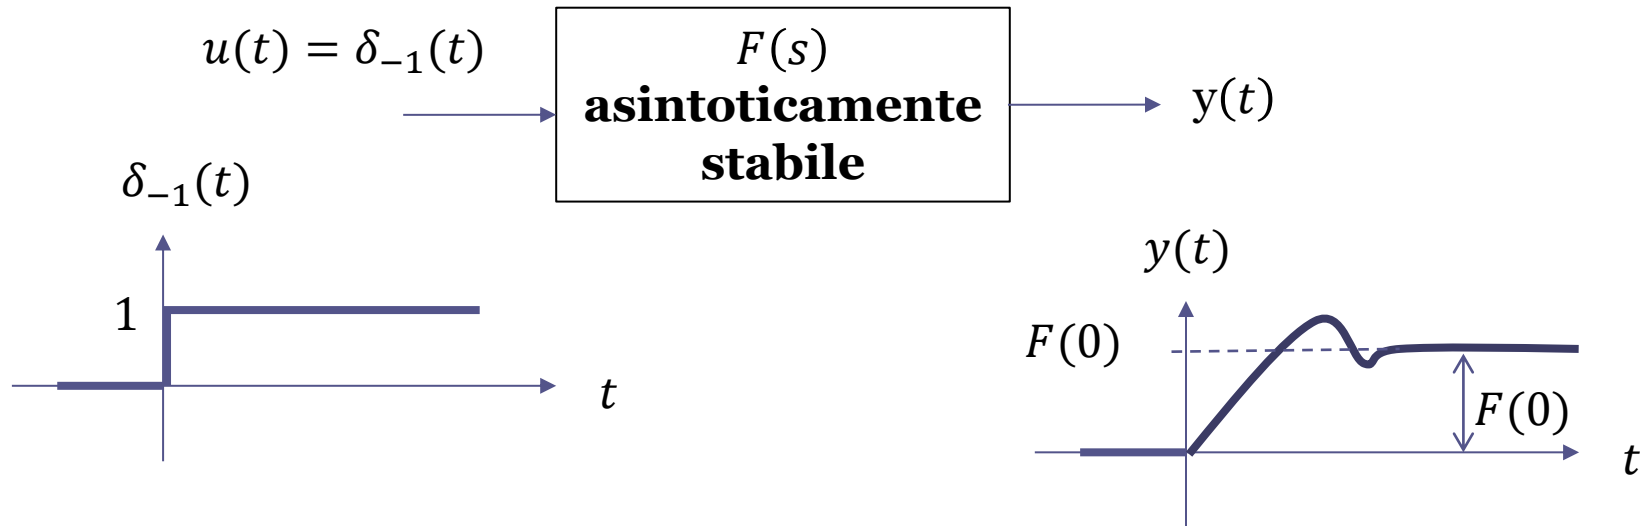 u(t) = δ₋₁(t)
F(s)
asintoticamente
stabile
y(t)
δ₋₁(t)
1
t
y(t)
F(0)
F(0)
t